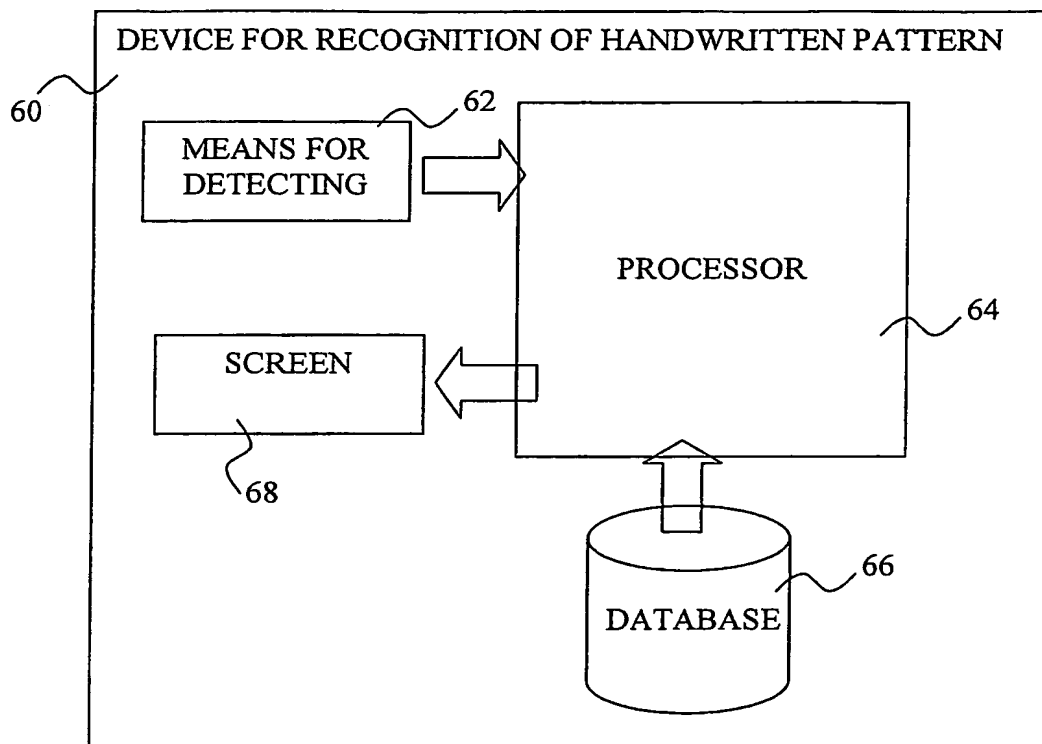 DEVICE FOR RECOGNITION OF HANDWRITTEN PATTERN
60
62
MEANS FOR
DETECTING
PROCESSOR
64
SCREEN
68
66
DATABASE